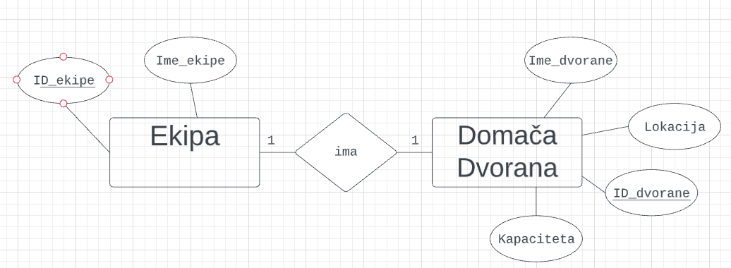 ID_ekipe
Ime_ekipe
Ekipa
1
ima
1
Domača
Dvorana
Ime_dvorane
Lokacija
ID_dvorane
Kapaciteta